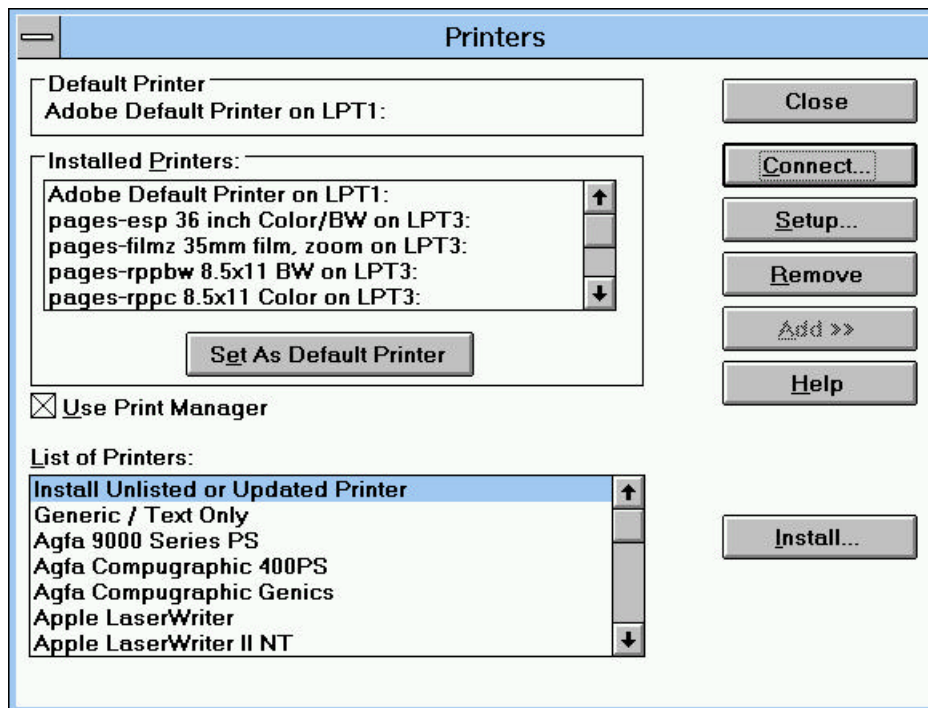 Printers
Default Printer
Adobe Default Printer on LPT1:
Close
Installed Printers:
Adobe Default Printer on LPT1:
pages-esp 36 inch Color/BW on LPT3:
pages-filmz 35mm film, zoom on LPT3:
pages-rppbw 8.5x11 BW on LPT3:
pages-rppc 8.5x11 Color on LPT3:
Set As Default Printer
Connect...
Setup...
Remove
Add >>
Help
Use Print Manager
List of Printers:
Install Unlisted or Updated Printer
Generic / Text Only
Agfa 9000 Series PS
Agfa Compugraphic 400PS
Agfa Compugraphic Genics
Apple LaserWriter
Apple LaserWriter II NT
Install...